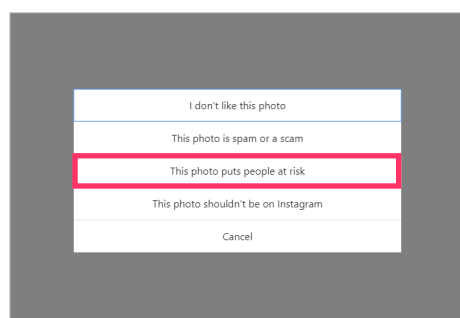 I don't like this photo
This photo is spam or a scam
This photo puts people at risk
This photo shouldn't be on Instagram
Cancel